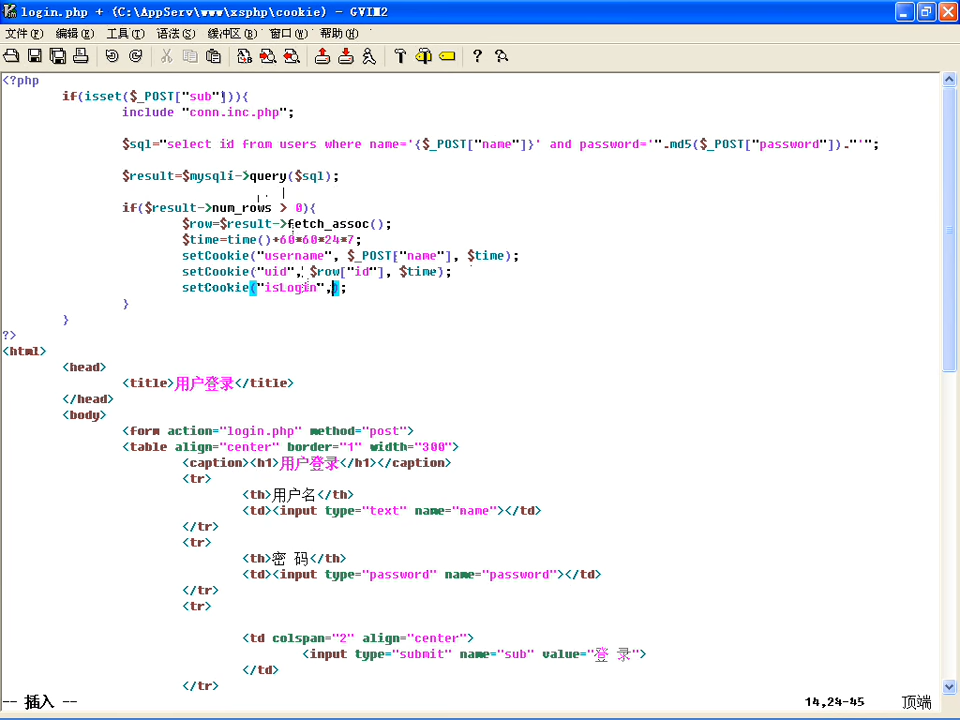 login.php + (C:\AppServ\www\xsphp\cookie) - GVIM2
文件(F) 编辑(E) 工具(T) 语法(S) 缓冲区(B) 窗口(W) 帮助(H)
<?php
if(isset($_POST["sub"])){
include "conn.inc.php";
$sql="select id from users where name='{$_POST["name"]}' and password='".md5($_POST["password"])."'";
$result=$mysqli->query($sql);
if($result->num_rows > 0){
$row=$result->fetch_assoc();
$time=time()+60*60*24*7;
setCookie("username", $_POST["name"], $time);
setCookie("uid", $row["id"], $time);
setCookie("isLogin",);
}
}
?>
<html>
<head>
<title>用户登录</title>
</head>
<body>
<form action="login.php" method="post">
<table align="center" border="1" width="300">
<caption><h1>用户登录</h1></caption>
<tr>
<th>用户名</th>
<td><input type="text" name="name"></td>
</tr>
<tr>
<th>密 码</th>
<td><input type="password" name="password"></td>
</tr>
<tr>
<td colspan="2" align="center">
<input type="submit" name="sub" value="登 录">
</td>
</tr>
-- 插入 -- 14,24-45 顶端